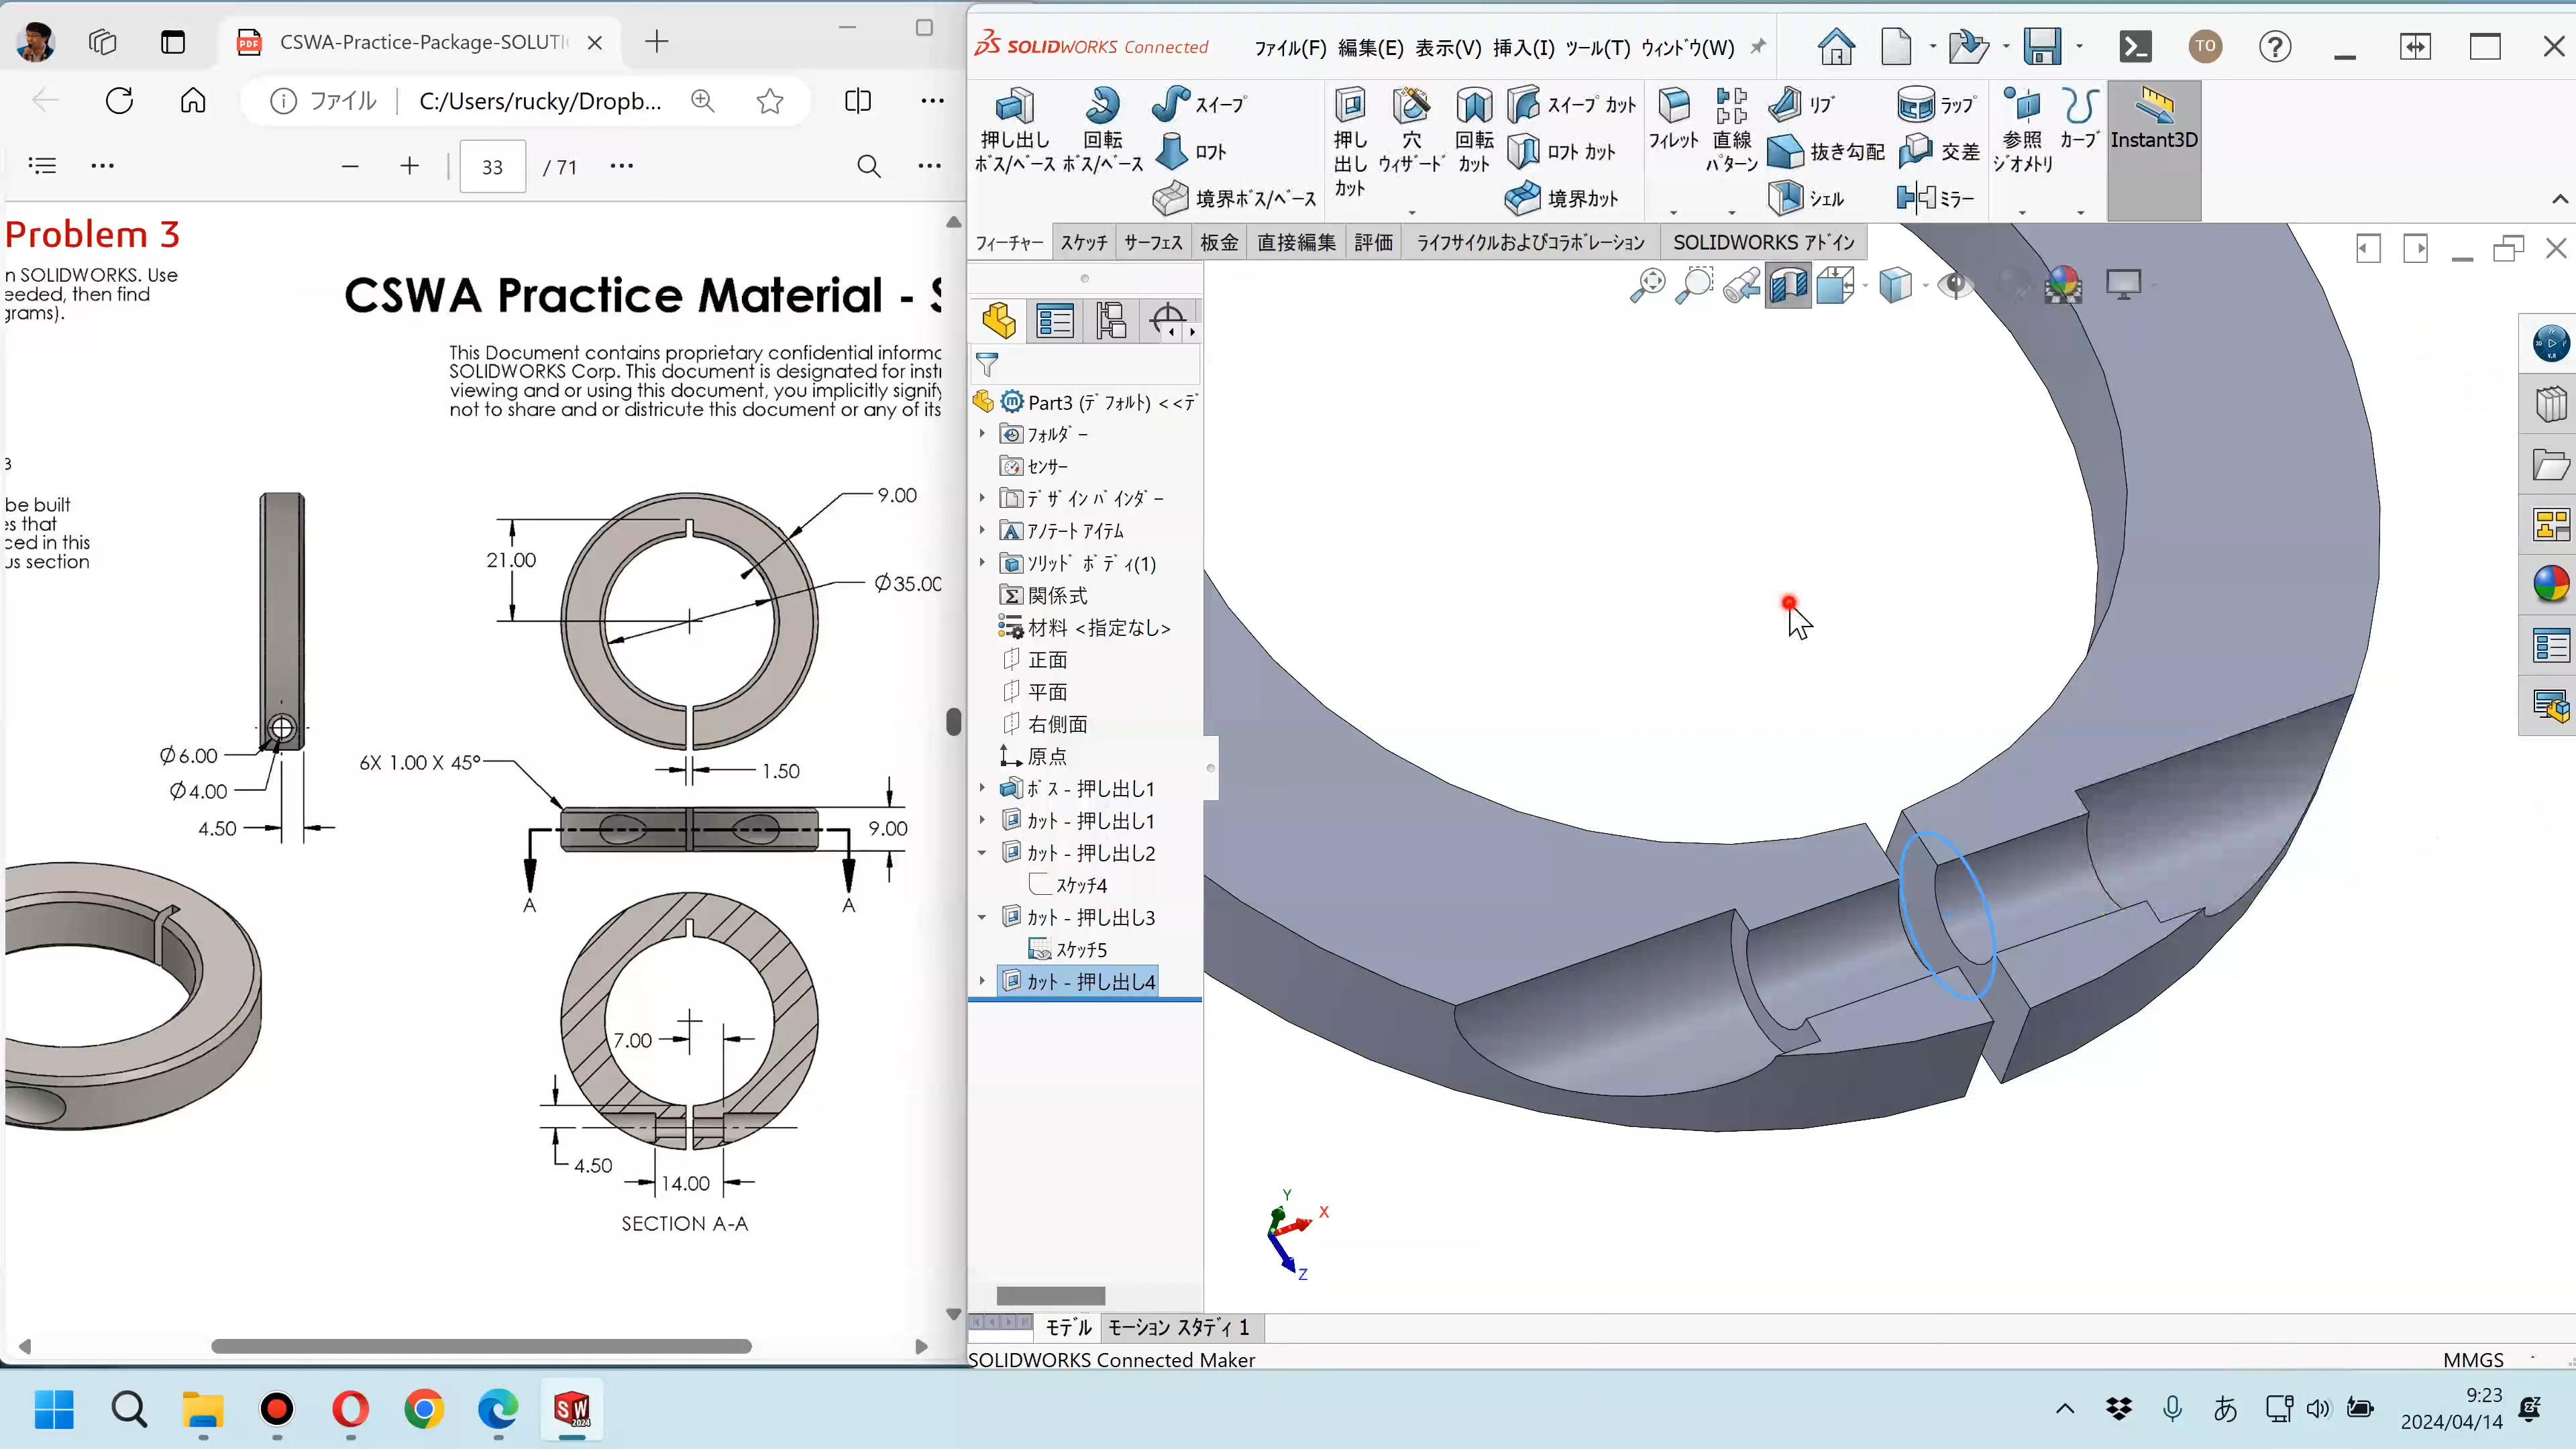 CSWA-Practice-Package-SOLUTI
ファイル
C:/Users/rucky/Dropb...
33
/ 71
Problem 3
n SOLIDWORKS. Use
eeded, then find
grams).
CSWA Practice Material - S
This Document contains proprietary confidential informa
SOLIDWORKS Corp. This document is designated for instr
viewing and or using this document, you implicitly signify
not to share and or districute this document or any of its
3
be built
es that
ced in this
us section
9.00
21.00
Ø35.00
Ø6.00
Ø4.00
4.50
6X 1.00 X 45°
1.50
9.00
A
A
7.00
4.50
14.00
SECTION A-A
SOLIDWORKS Connected
ファイル(F) 編集(E) 表示(V) 挿入(I) ツール(T) ウィンドウ(W)
TO
押し出し
ボス/ベース
回転
ボス/ベース
スイープ
ロフト
境界ボス/ベース
押し
出し
カット
穴
ウィザード
回転
カット
スイープ カット
ロフト カット
境界カット
フィレット
直線
パターン
リブ
抜き勾配
シェル
ラップ
交差
ミラー
参照
ジオメトリ
カーブ
Instant3D
フィーチャー
スケッチ
サーフェス
板金
直接編集
評価
ライフサイクルおよびコラボレーション
SOLIDWORKS アドイン
Part3 (デフォルト) <<デ
フォルダー
センサー
デザインバインダー
アノテート アイテム
ソリッド ボディ(1)
関係式
材料 <指定なし>
正面
平面
右側面
原点
ボス - 押し出し1
カット - 押し出し1
カット - 押し出し2
スケッチ4
カット - 押し出し3
スケッチ5
カット - 押し出し4
Y
X
Z
モデル
モーション スタディ 1
SOLIDWORKS Connected Maker
MMGS
SW
2024
あ
9:23
2024/04/14